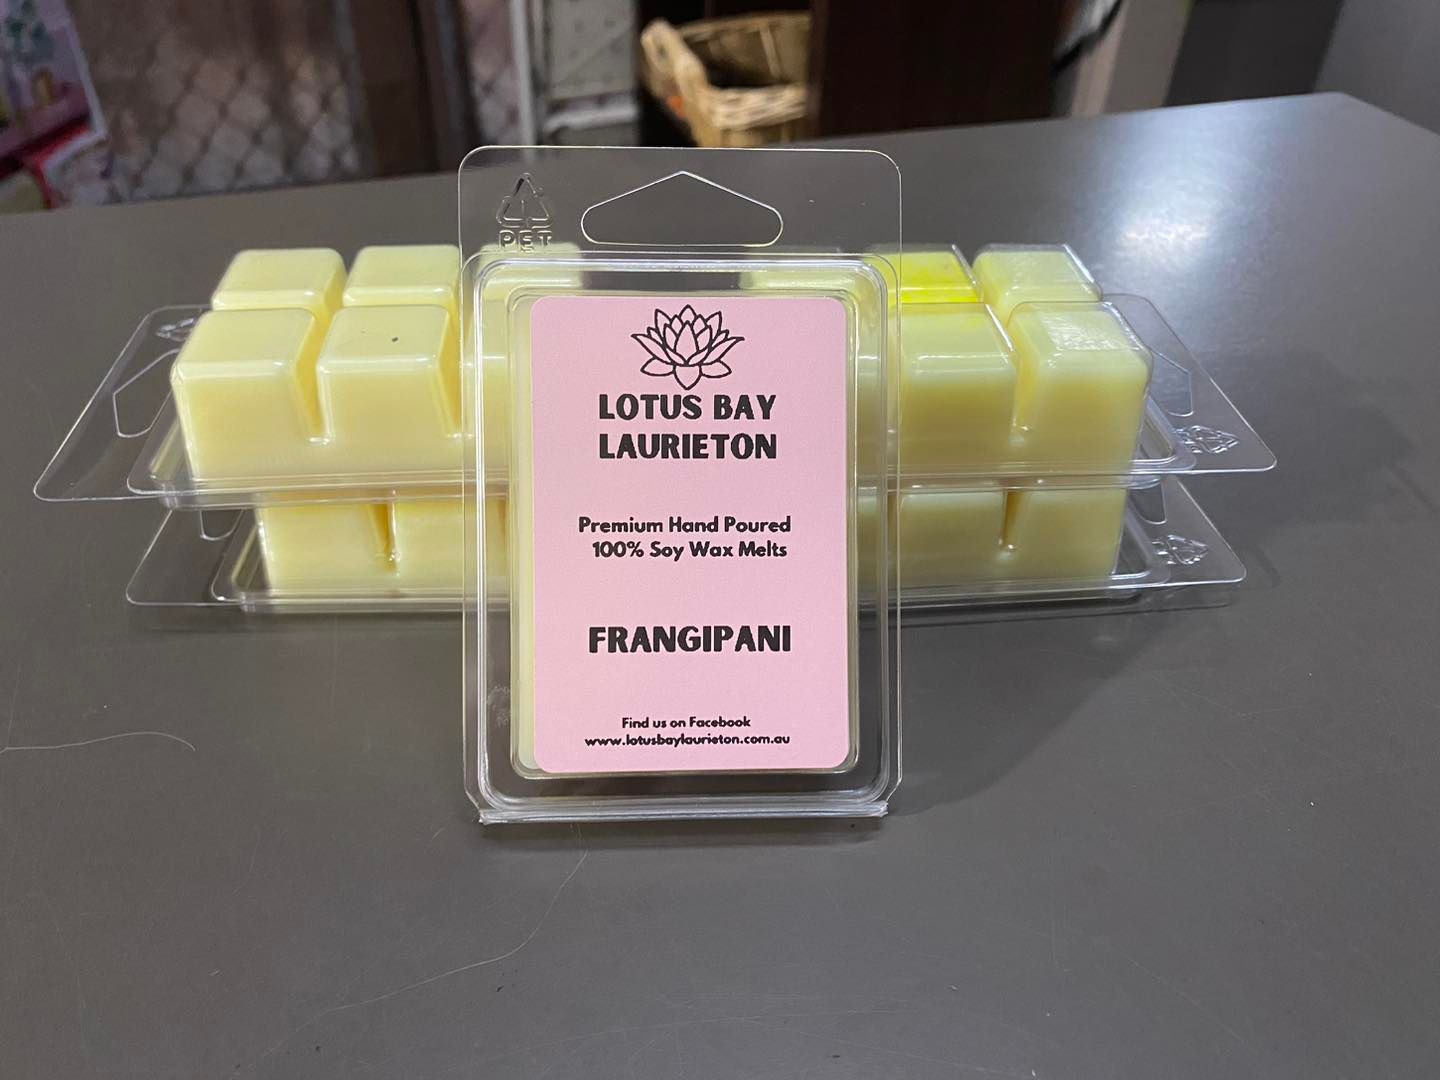 PET
LOTUS BAY
LAURIETON
Premium Hand Poured
100% Soy Wax Melts
FRANGIPANI
Find us on Facebook
www.lotusbaylaurieton.com.au